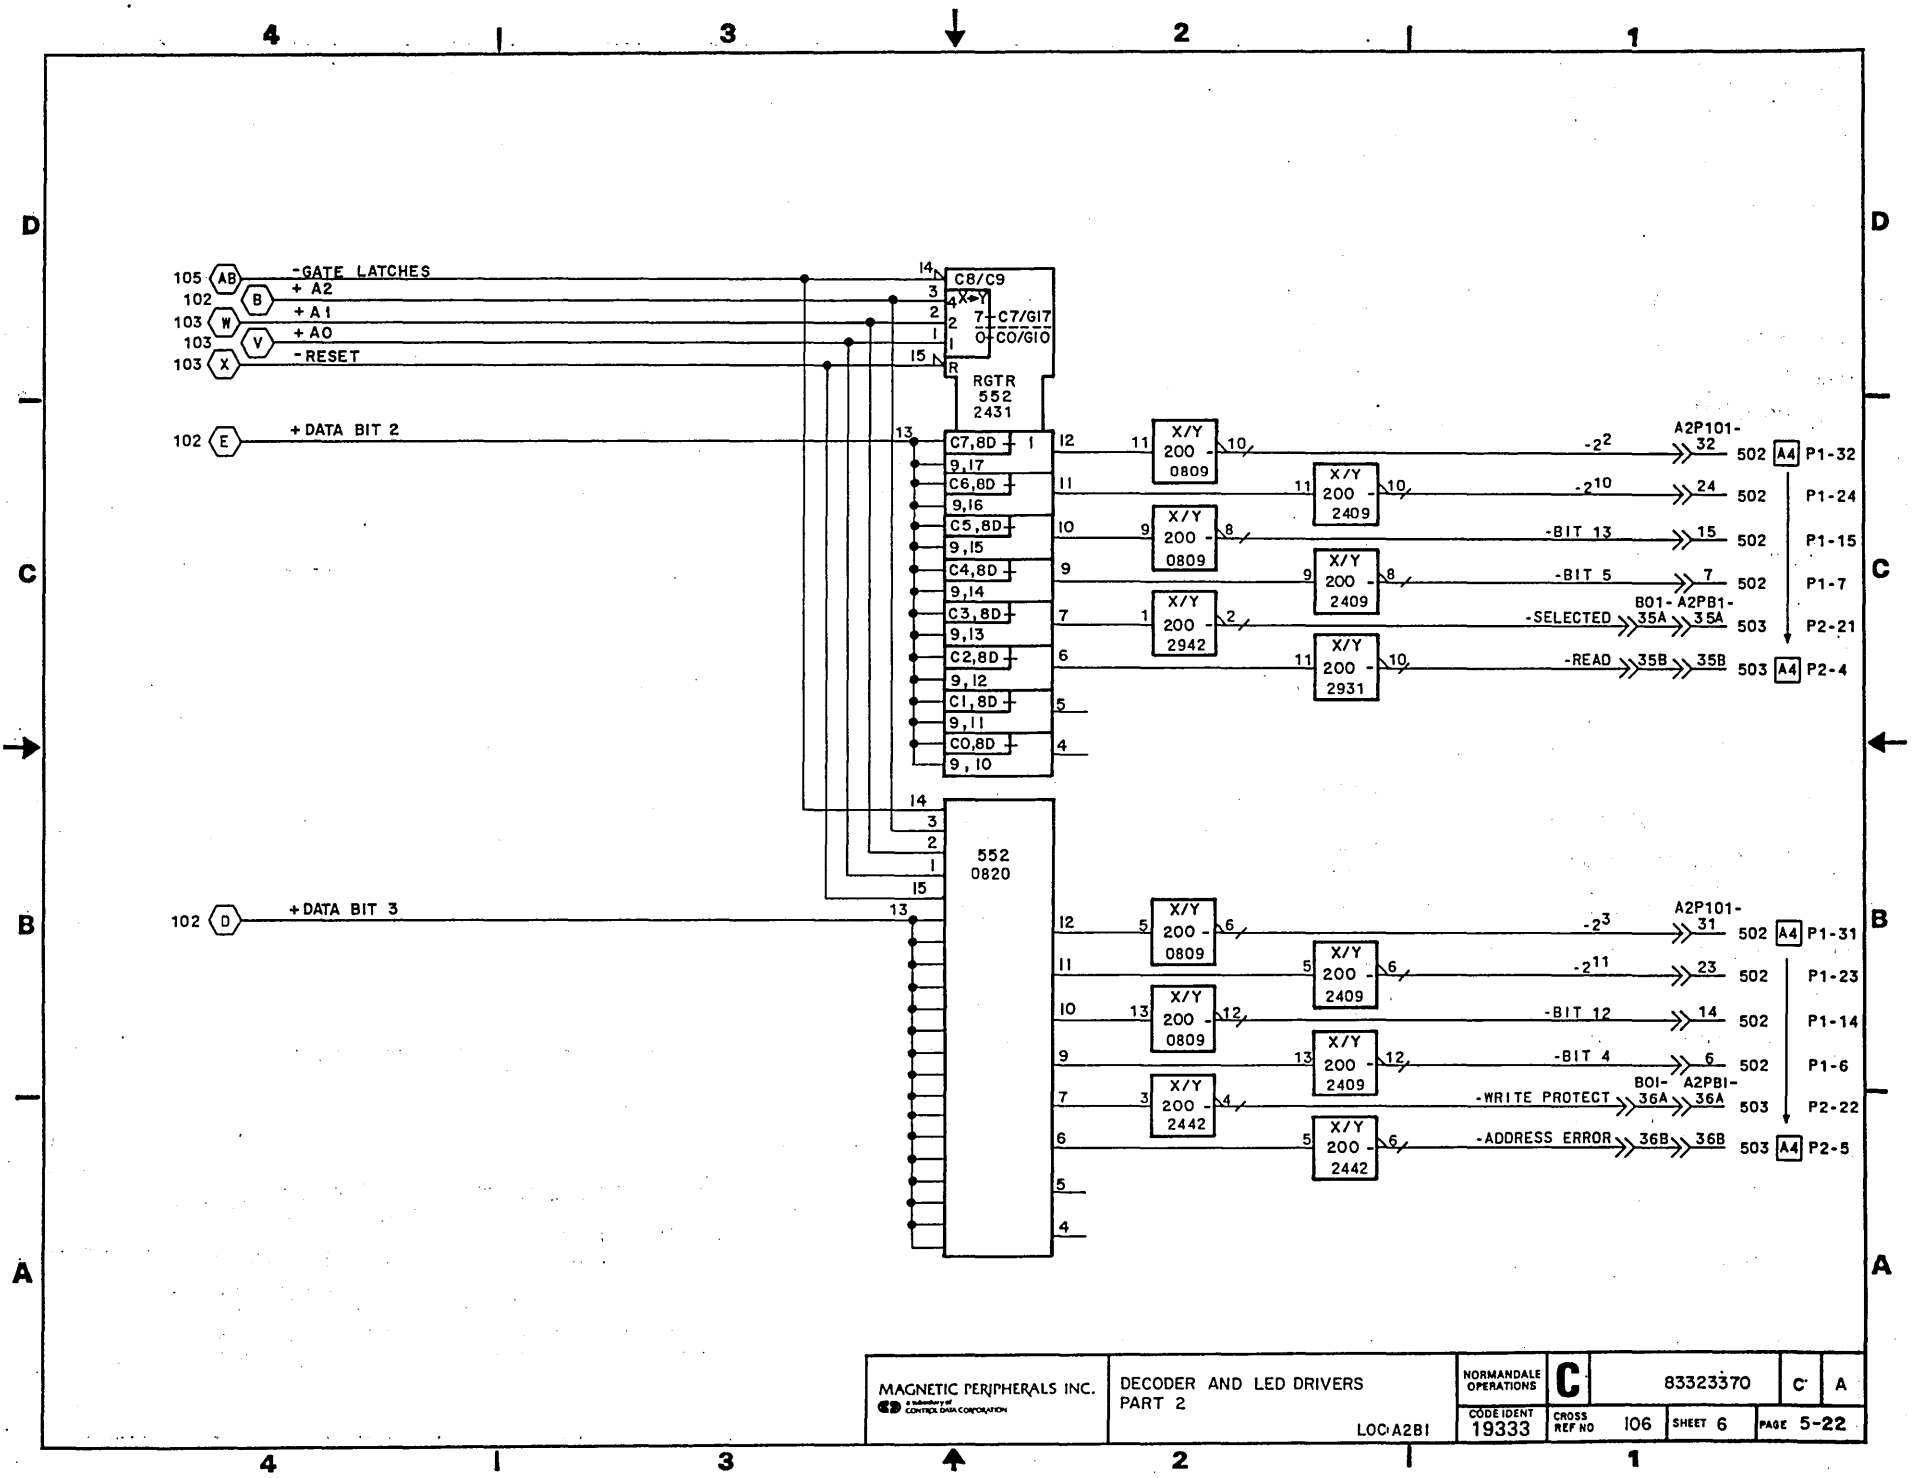 4 3 2 1
D D
105 AB -GATE LATCHES 14 C8/C9
102 B + A2 3 4 X→Y
103 W + A1 2 2 7 C7/G17
103 V + A0 1 1 0 C0/G10
103 X -RESET 15 R
RGTR
552
2431
102 E +DATA BIT 2 13 C7,8D 1 12 11 X/Y 200 - 0809 10 -2² A2P101- 32 502 A4 P1-32
9,17
C6,8D 11 11 X/Y 200 - 2409 10 -2¹⁰ 24 502 P1-24
9,16
C5,8D 10 9 X/Y 200 - 0809 8 -BIT 13 15 502 P1-15
9,15
C C
C4,8D 9 9 X/Y 200 - 2409 8 -BIT 5 7 502 P1-7
9,14
B01- A2PB1-
C3,8D 7 1 X/Y 200 - 2942 2 -SELECTED 35A 35A 503 P2-21
9,13
C2,8D 6 11 X/Y 200 - 2931 10 -READ 35B 35B 503 A4 P2-4
9,12
C1,8D 5
9,11
C0,8D 4
9,10
14
3
2
1
15
552
0820
B B
102 D +DATA BIT 3 13
12 5 X/Y 200 - 0809 6 -2³ A2P101- 31 502 A4 P1-31
11 5 X/Y 200 - 2409 6 -2¹¹ 23 502 P1-23
10 13 X/Y 200 - 0809 12 -BIT 12 14 502 P1-14
9 13 X/Y 200 - 2409 12 -BIT 4 6 502 P1-6
B01- A2PB1-
7 3 X/Y 200 - 2442 4 -WRITE PROTECT 36A 36A 503 P2-22
6 5 X/Y 200 - 2442 6 -ADDRESS ERROR 36B 36B 503 A4 P2-5
5
4
A A
MAGNETIC PERIPHERALS INC.
a subsidiary of
CONTROL DATA CORPORATION
DECODER AND LED DRIVERS
PART 2
LOC:A2B1
NORMANDALE
OPERATIONS
C 83323370 C A
CODE IDENT
19333
CROSS
REF NO 106 SHEET 6 PAGE 5-22
4 3 2 1